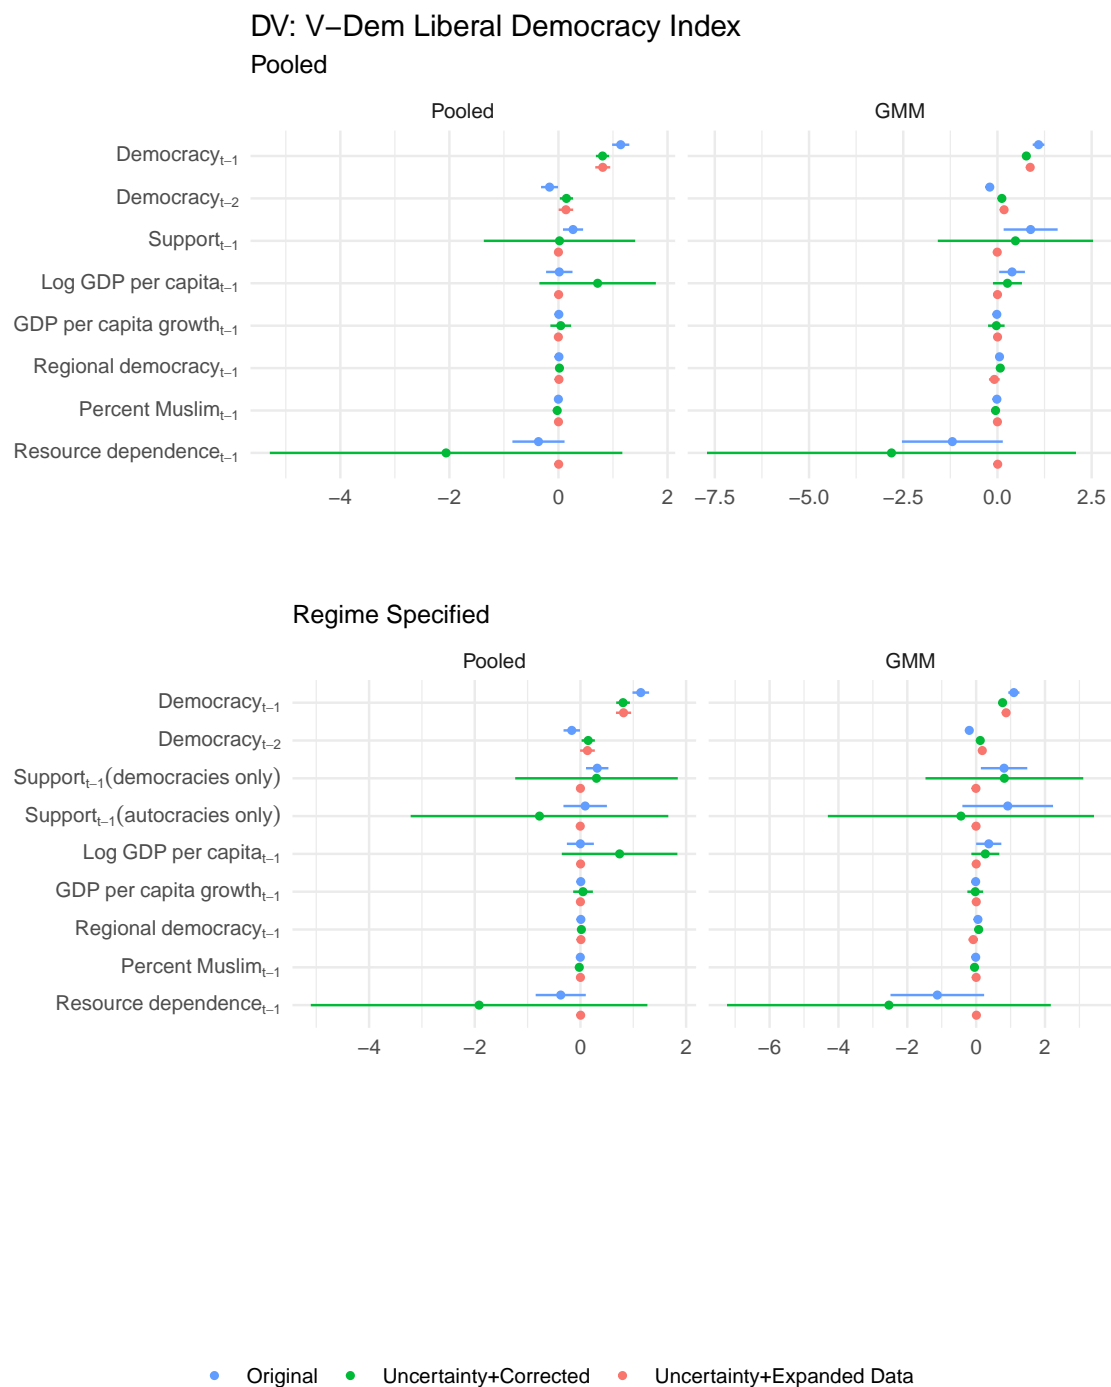 DV: V−Dem Liberal Democracy Index
Pooled
Pooled GMM
Democracyt−1
Democracyt−2
Supportt−1
Log GDP per capitat−1
GDP per capita growtht−1
Regional democracyt−1
Percent Muslimt−1
Resource dependencet−1
−4 −2 0 2 −7.5 −5.0 −2.5 0.0 2.5
Regime Specified
Pooled GMM
Democracyt−1
Democracyt−2
Supportt−1(democracies only)
Supportt−1(autocracies only)
Log GDP per capitat−1
GDP per capita growtht−1
Regional democracyt−1
Percent Muslimt−1
Resource dependencet−1
−4 −2 0 2 −6 −4 −2 0 2
Original Uncertainty+Corrected Uncertainty+Expanded Data